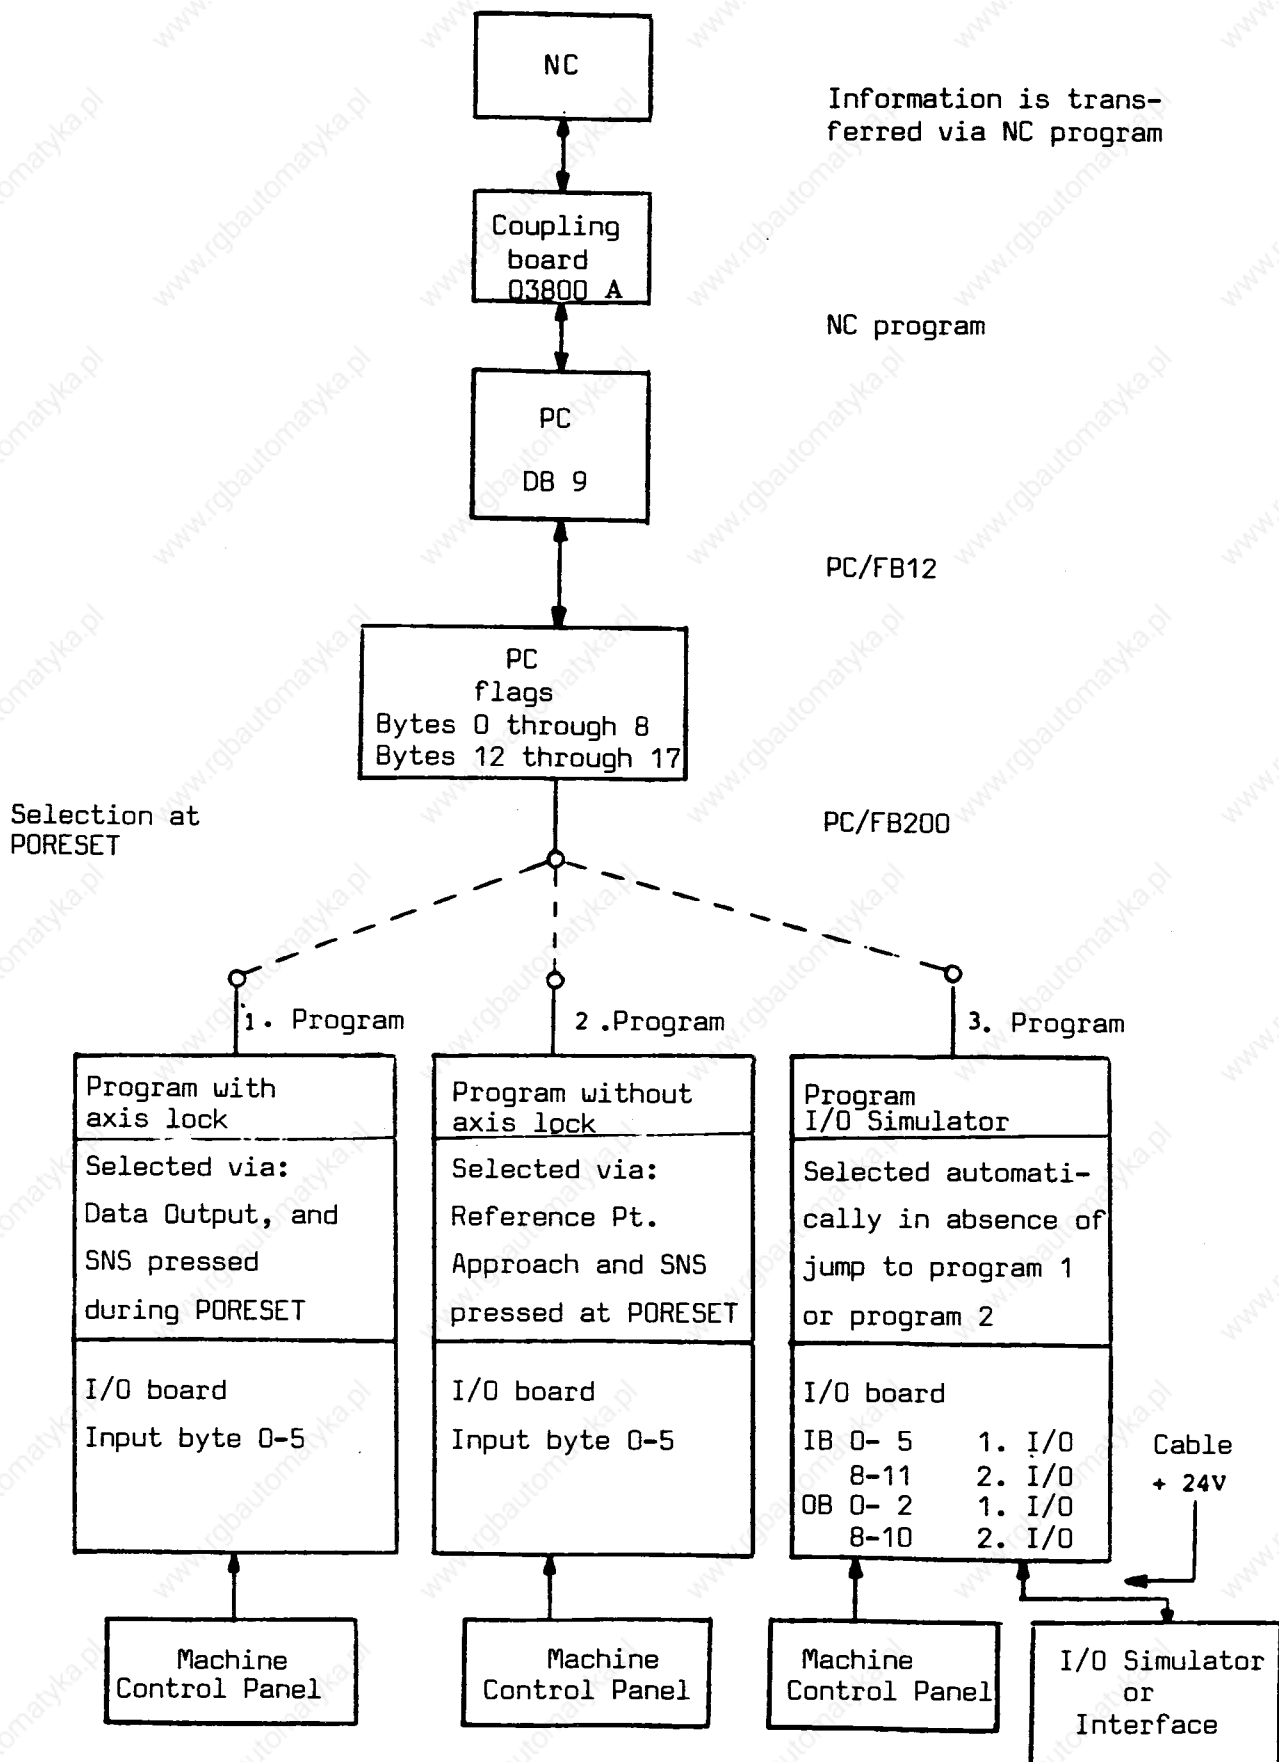 NC
Information is trans-
ferred via NC program
Coupling
board
03800 A
NC program
PC
DB 9
PC/FB12
PC
flags
Bytes 0 through 8
Bytes 12 through 17
Selection at
PORESET
PC/FB200
1. Program
2 .Program
3. Program
Program with
axis lock
Selected via:
Data Output, and
SNS pressed
during PORESET
I/O board
Input byte 0-5
Machine
Control Panel
Program without
axis lock
Selected via:
Reference Pt.
Approach and SNS
pressed at PORESET
I/O board
Input byte 0-5
Machine
Control Panel
Program
I/O Simulator
Selected automati-
cally in absence of
jump to program 1
or program 2
I/O board
IB 0- 5 1. I/O
8-11 2. I/O
OB 0- 2 1. I/O
8-10 2. I/O
Cable
+ 24V
Machine
Control Panel
I/O Simulator
or
Interface
www.rgbautomatyka.pl